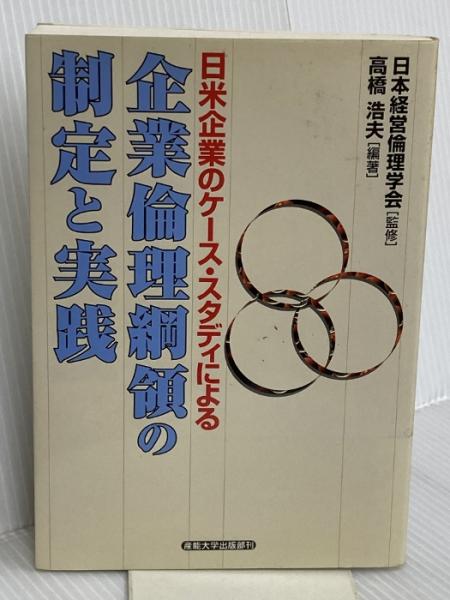 日本経営倫理学会[監修]
高橋 浩夫[編著]
日米企業のケース・スタディによる
企業倫理綱領の
制定と実践
産能大学出版部刊